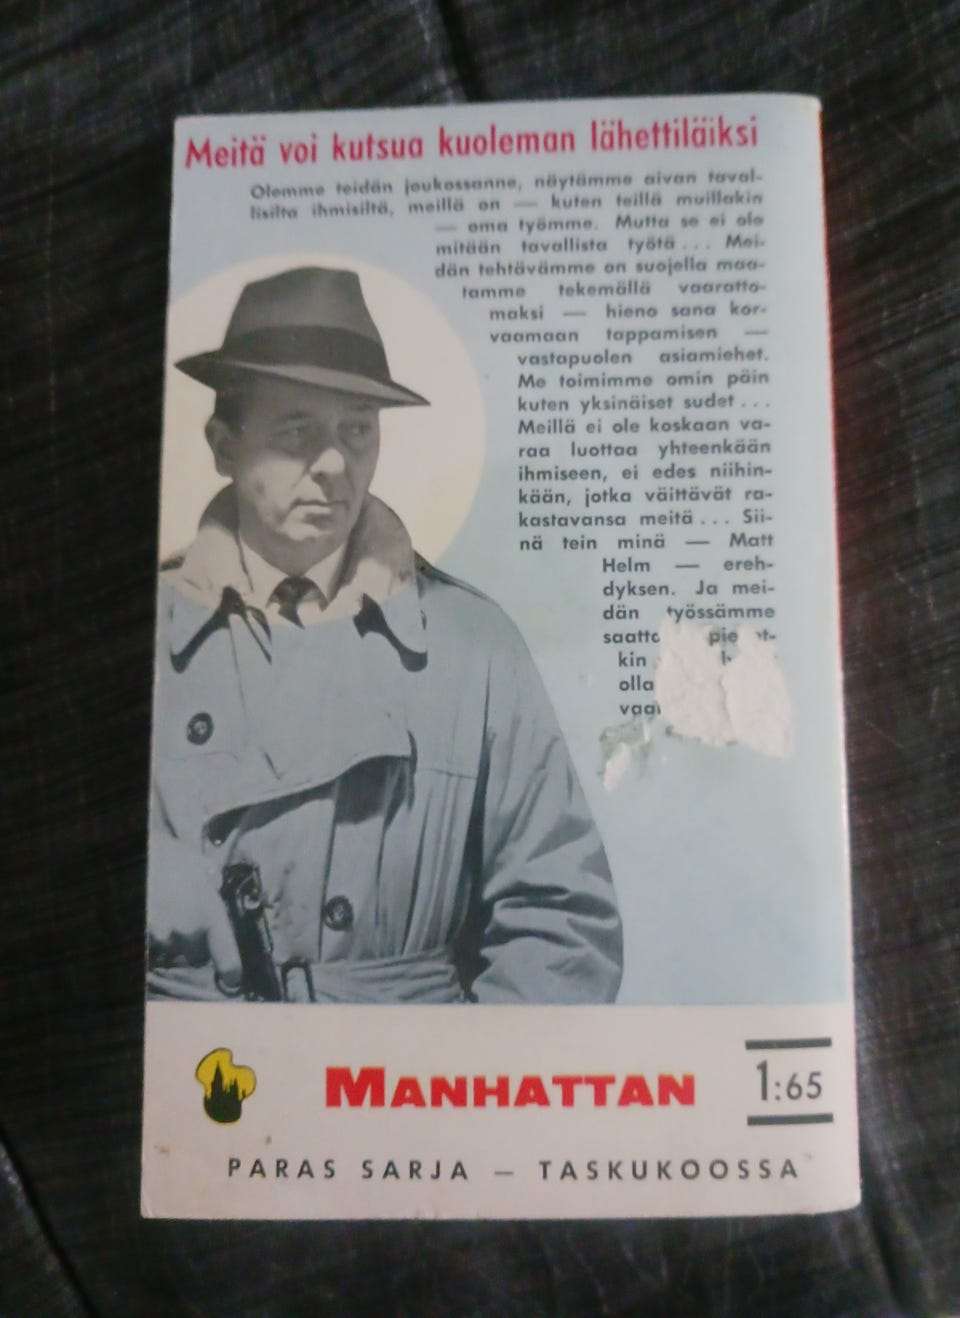 Meitä voi kutsua kuoleman lähettiläiksi
Olemme teidän joukossanne, näytämme aivan taval-
lisilta ihmisiltä, meillä on — kuten teillä muillakin
— oma työmme. Mutta se ei ole
mitään tavallista työtä... Mei-
dän tehtävämme on suojella maa-
tamme tekemällä vaaratto-
maksi — hieno sana kor-
vaamaan tappamisen —
vastapuolen asiamiehet.
Me toimimme omin päin
kuten yksinäiset sudet...
Meillä ei ole koskaan va-
raa luottaa yhteenkään
ihmiseen, ei edes niihin-
kään, jotka väittävät ra-
kastavansa meitä... Sii-
nä tein minä — Matt
Helm — ereh-
dyksen. Ja mei-
dän työssämme
kin
olla
MANHATTAN
1:65
PARAS SARJA — TASKUKOOSSA